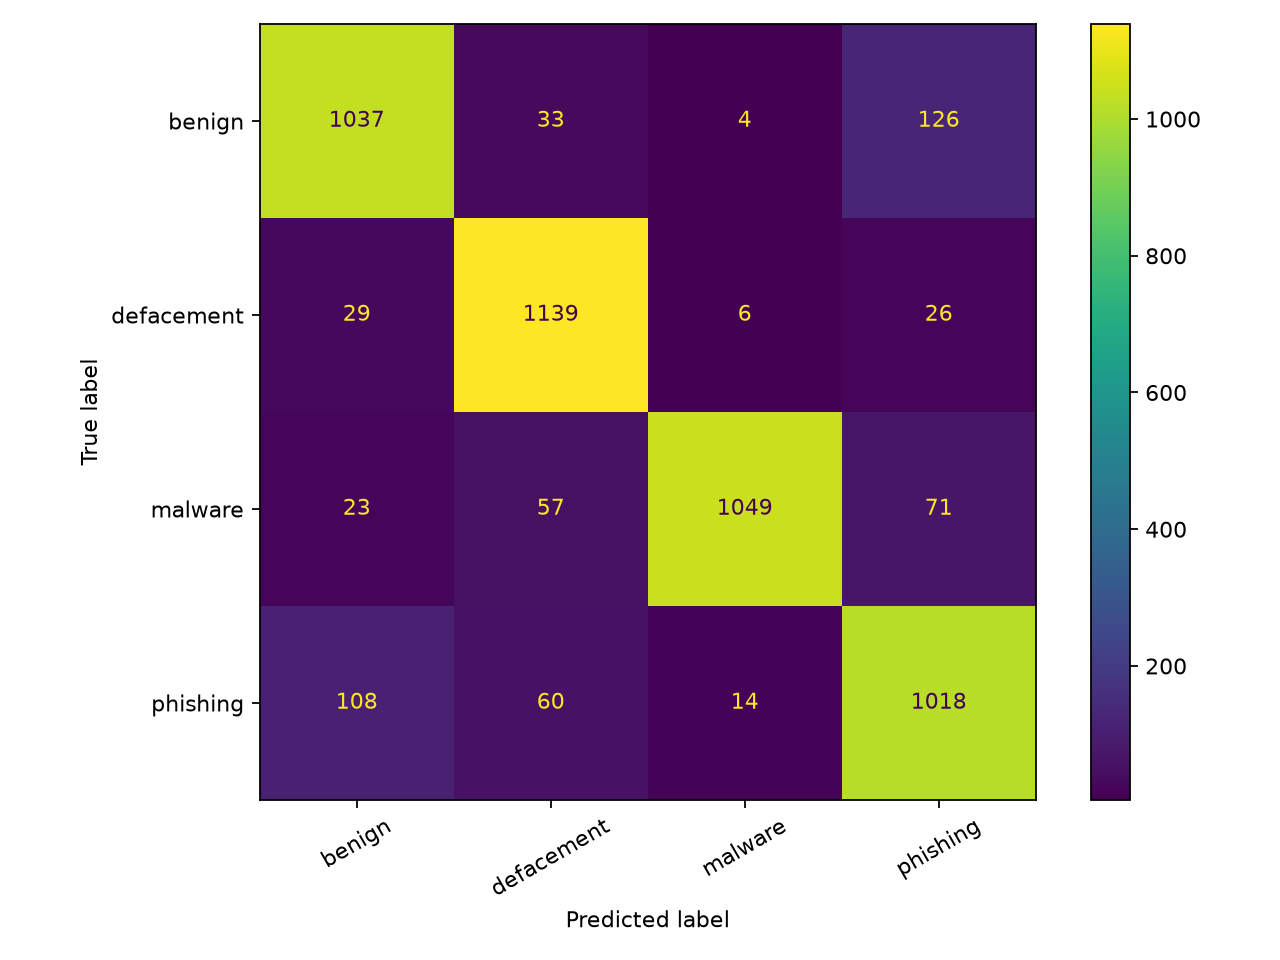 benign 1037 33 4 126
defacement 29 1139 6 26
malware 23 57 1049 71
phishing 108 60 14 1018
benign defacement malware phishing
Predicted label
True label
1000
800
600
400
200